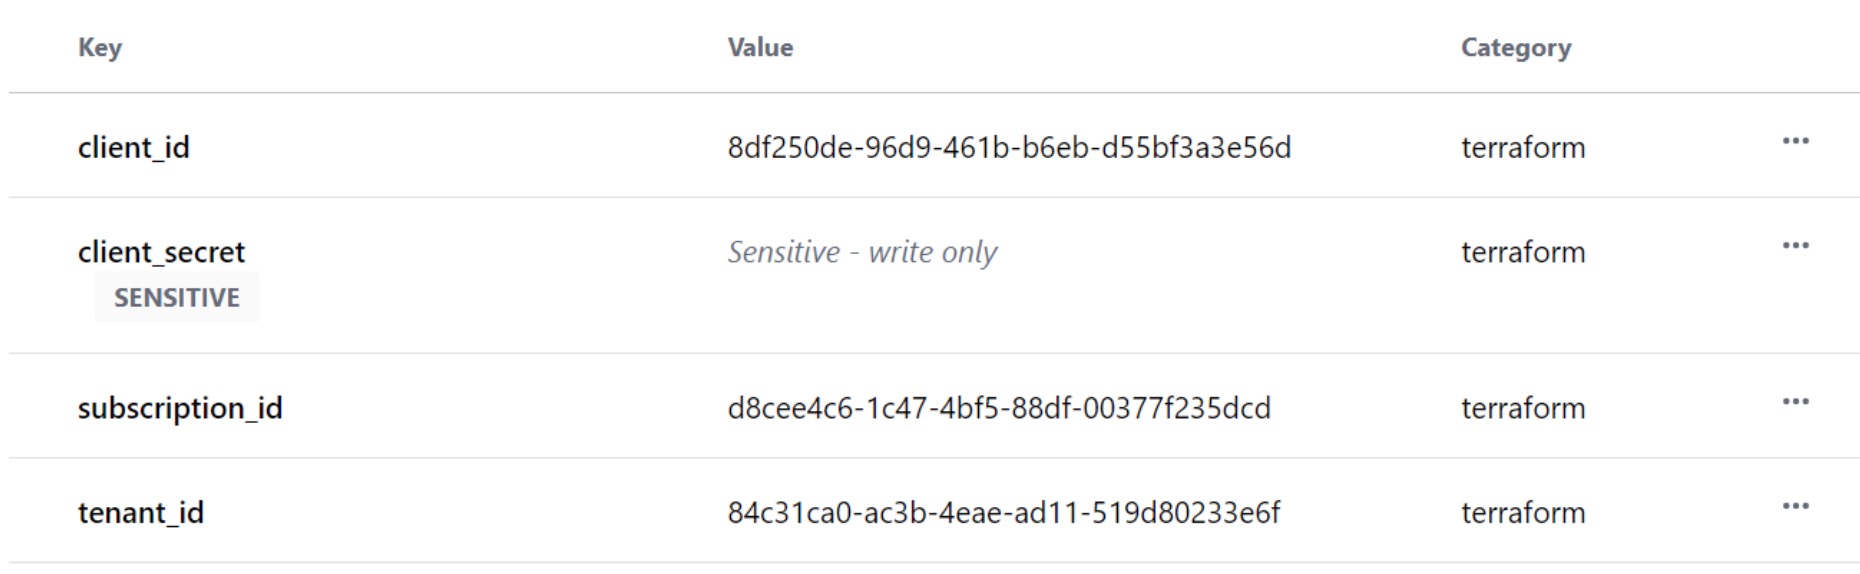 Key Value Category
client_id 8df250de-96d9-461b-b6eb-d55bf3a3e56d terraform
client_secret Sensitive - write only terraform
SENSITIVE
subscription_id d8cee4c6-1c47-4bf5-88df-00377f235dcd terraform
tenant_id 84c31ca0-ac3b-4eae-ad11-519d80233e6f terraform